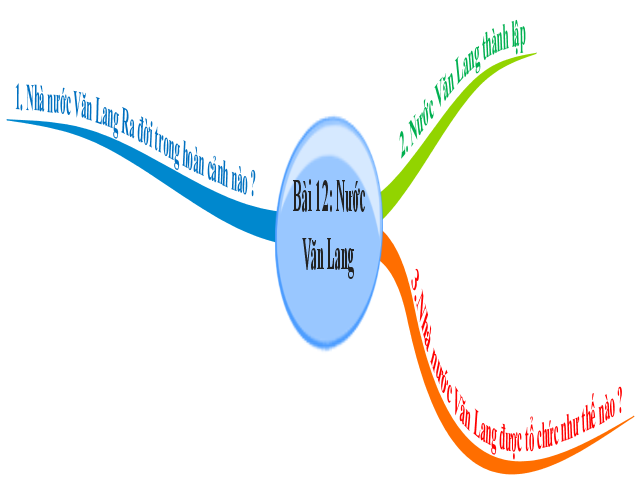 1. Nhà nước Văn Lang Ra đời trong hoàn cảnh nào ?
2. Nước Văn Lang thành lập
Bài 12: Nước
Văn Lang
3.Nhà nước Văn Lang được tổ chức như thế nào ?